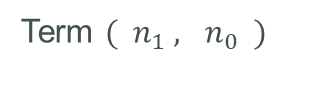 Term ( n₁ , n₀ )